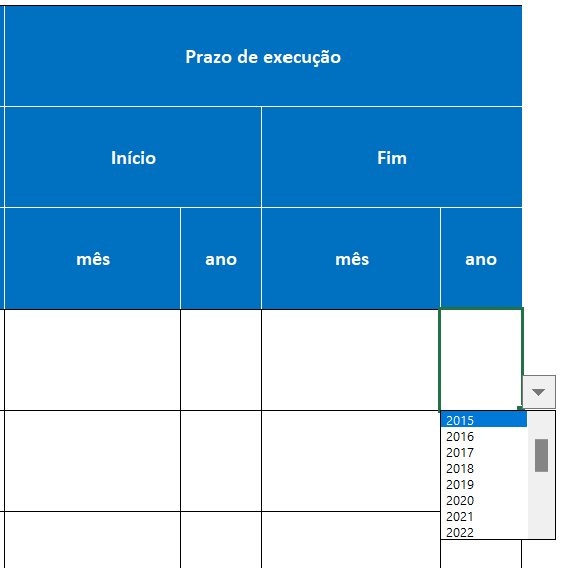 Prazo de execução
Início
Fim
mês
ano
mês
ano
2015
2016
2017
2018
2019
2020
2021
2022